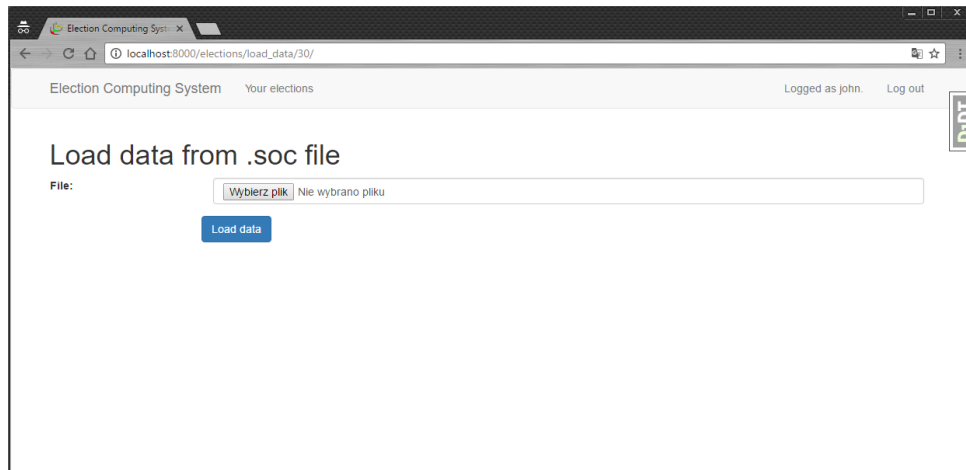 Election Computing Syst
localhost:8000/elections/load_data/30/
Election Computing System Your elections Logged as john. Log out
DjDT
Load data from .soc file
File: Wybierz plik Nie wybrano pliku
Load data